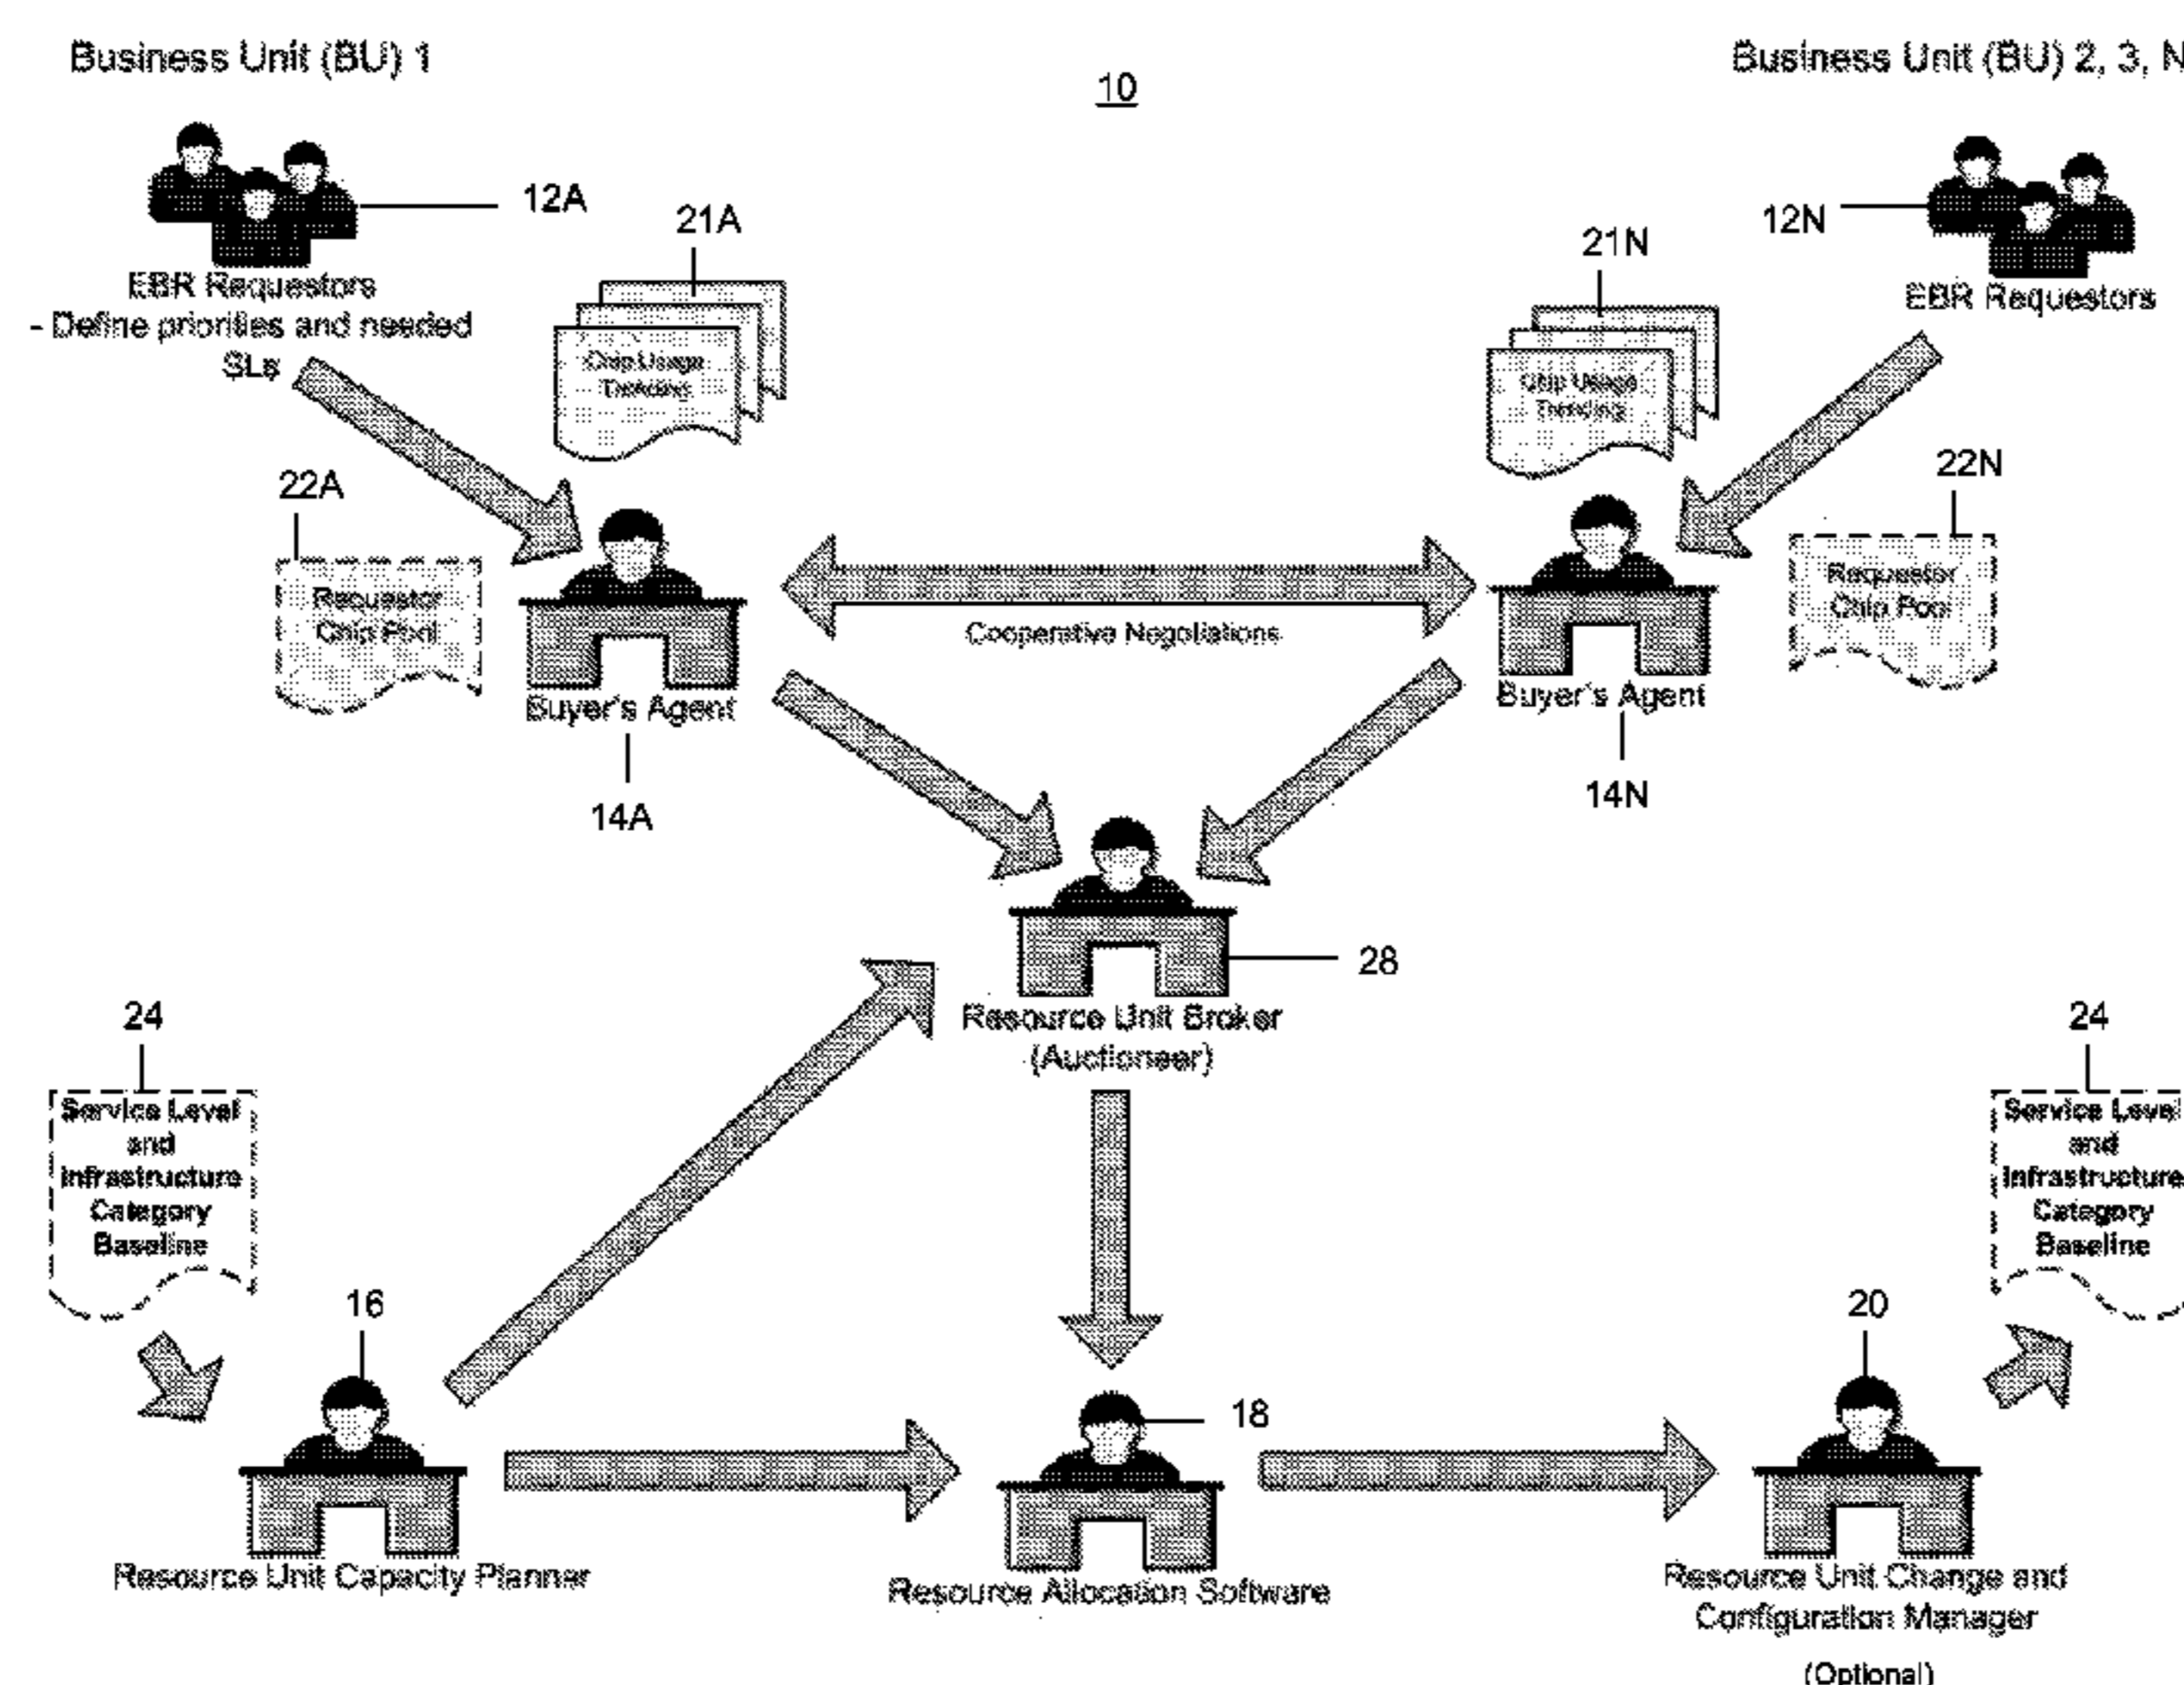 Business Unit (BU) 1
Business Unit (BU) 2, 3, N
10
12A
21A
12N
21N
EBR Requestors
- Define priorities and needed
SLs
EBR Requestors
Chip Usage
Trending
Chip Usage
Trending
22A
22N
Requestor
Chip Pool
Requestor
Chip Pool
Cooperative Negotiations
Buyer's Agent
Buyer's Agent
14A
14N
28
Resource Unit Broker
(Auctioneer)
24
24
Service Level
and
Infrastructure
Category
Baseline
Service Level
and
Infrastructure
Category
Baseline
16
18
20
Resource Unit Capacity Planner
Resource Allocation Software
Resource Unit Change and
Configuration Manager
(Optional)